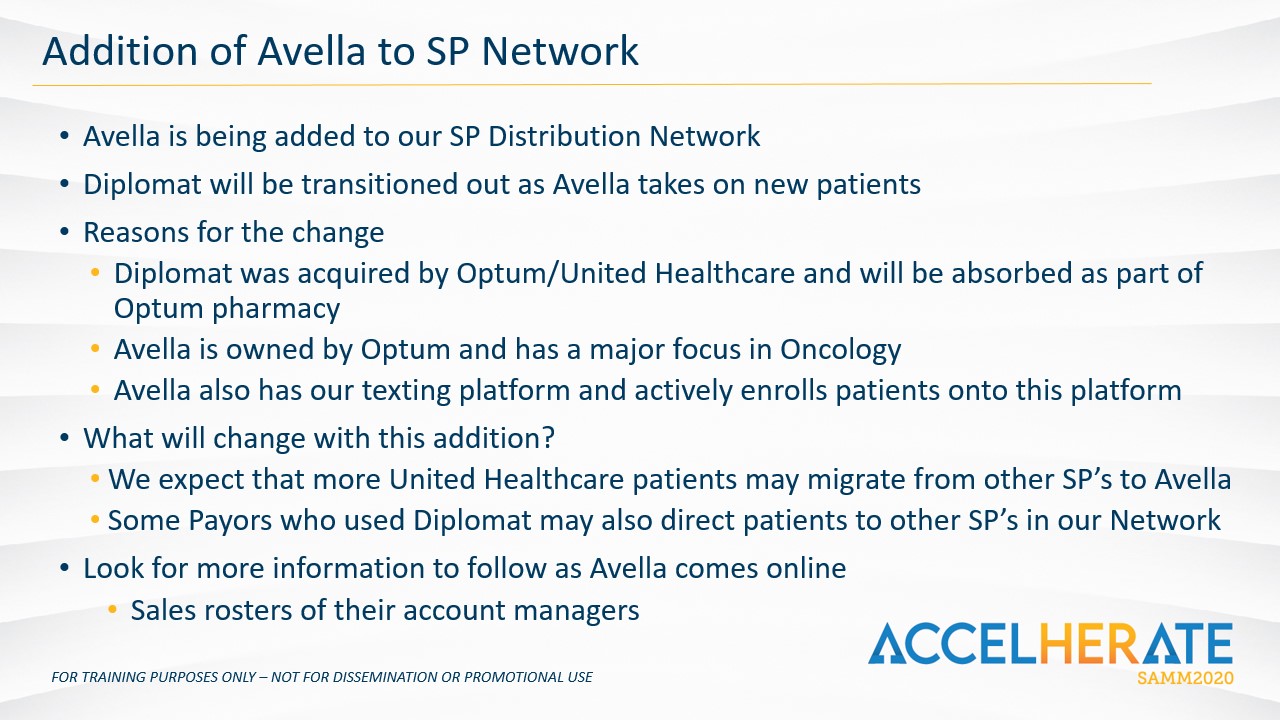 Addition of Avella to SP Network
• Avella is being added to our SP Distribution Network
• Diplomat will be transitioned out as Avella takes on new patients
• Reasons for the change
• Diplomat was acquired by Optum/United Healthcare and will be absorbed as part of
Optum pharmacy
• Avella is owned by Optum and has a major focus in Oncology
• Avella also has our texting platform and actively enrolls patients onto this platform
• What will change with this addition?
• We expect that more United Healthcare patients may migrate from other SP’s to Avella
• Some Payors who used Diplomat may also direct patients to other SP’s in our Network
• Look for more information to follow as Avella comes online
• Sales rosters of their account managers
ACCELHERATE
SAMM2020
FOR TRAINING PURPOSES ONLY – NOT FOR DISSEMINATION OR PROMOTIONAL USE